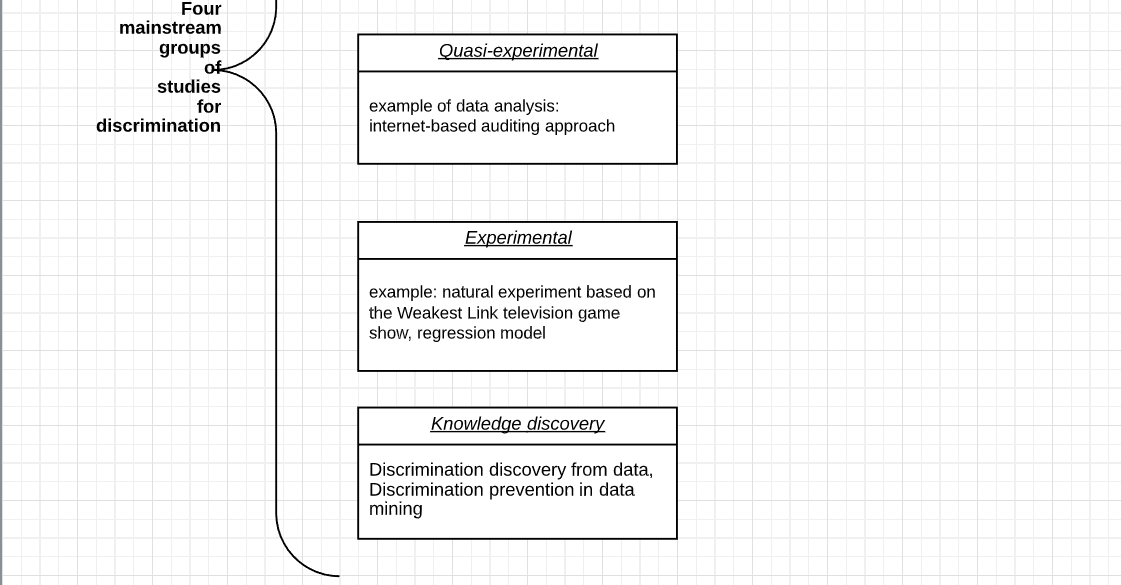 Four
mainstream
groups
of
studies
for
discrimination
Quasi-experimental
example of data analysis:
internet-based auditing approach
Experimental
example: natural experiment based on
the Weakest Link television game
show, regression model
Knowledge discovery
Discrimination discovery from data,
Discrimination prevention in data
mining